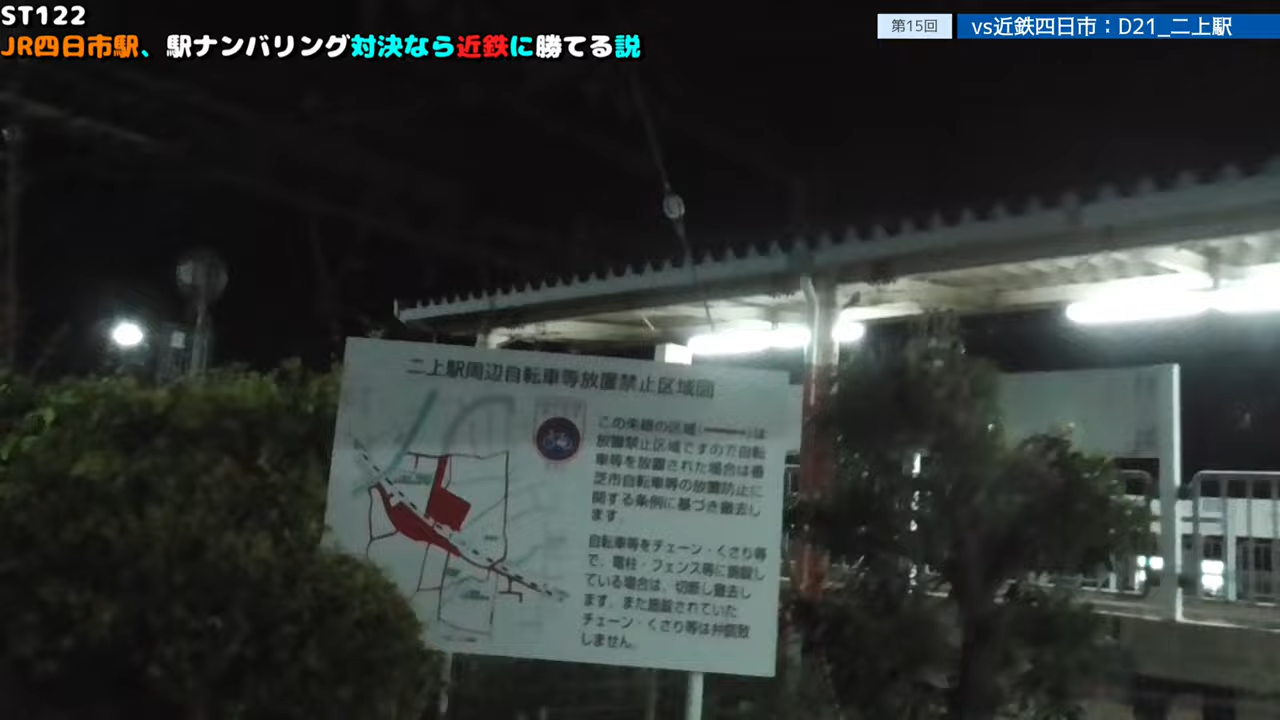 ST122
JR四日市駅、駅ナンバリング対決なら近鉄に勝てる説
第15回
vs近鉄四日市：D21_二上駅
二上駅周辺自転車等放置禁止区域図
この朱線の区域(━━━)は
放置禁止区域ですので自転
車等を放置された場合は香
芝市自転車等の放置防止に
関する条例に基づき撤去し
ます。
自転車等をチェーン・くさり等
で、電柱・フェンス等に施錠し
ている場合は、切断し撤去し
ます。また施錠されていた
チェーン・くさり等は弁償致
しません。